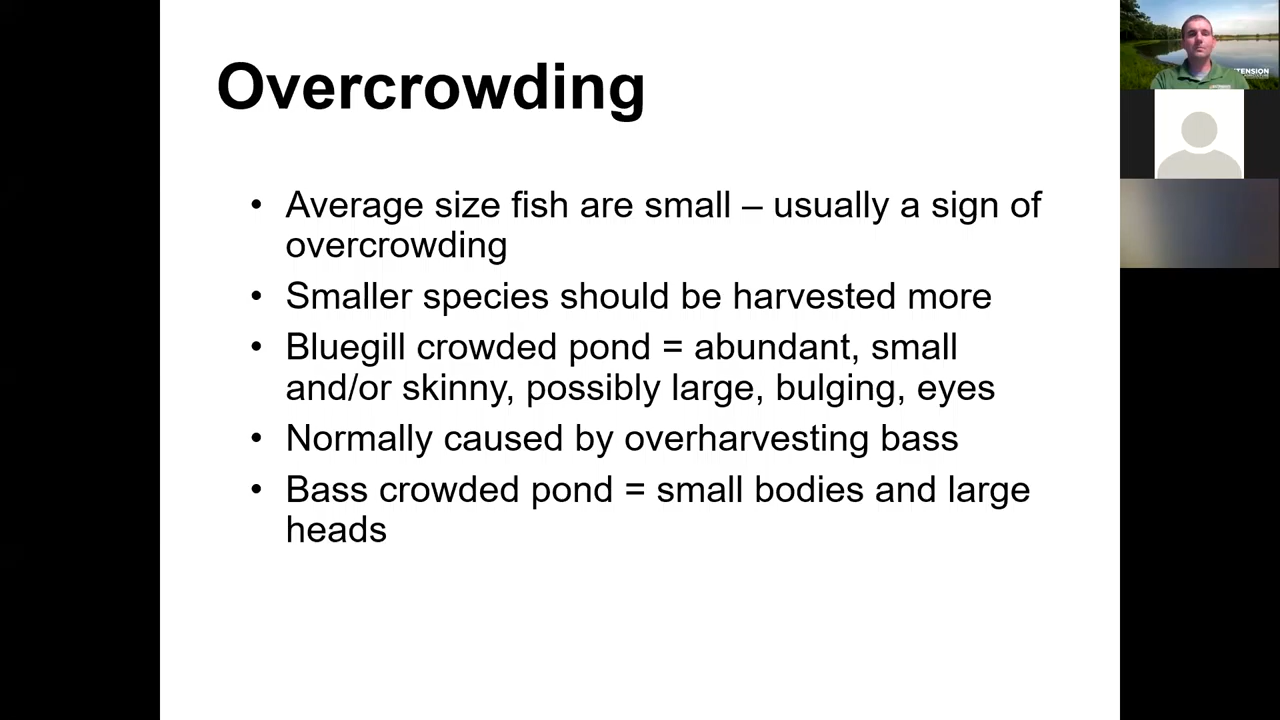 Overcrowding
• Average size fish are small – usually a sign of
overcrowding
• Smaller species should be harvested more
• Bluegill crowded pond = abundant, small
and/or skinny, possibly large, bulging, eyes
• Normally caused by overharvesting bass
• Bass crowded pond = small bodies and large
heads
TENSION